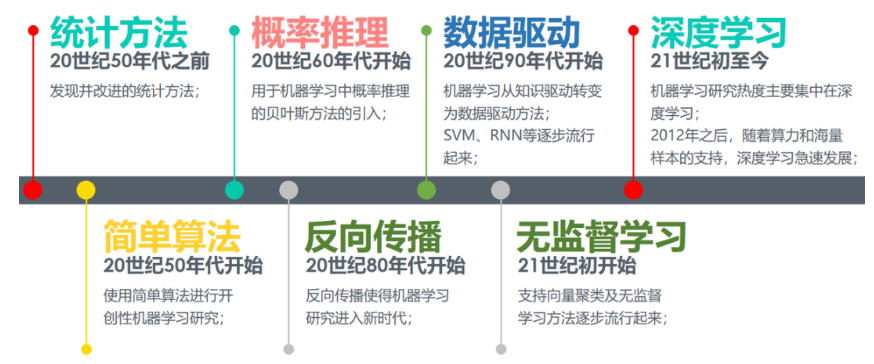 统计方法
20世纪50年代之前
发现并改进的统计方法；
概率推理
20世纪60年代开始
用于机器学习中概率推理
的贝叶斯方法的引入；
数据驱动
20世纪90年代开始
机器学习从知识驱动转变
为数据驱动方法；
SVM、RNN等逐步流行
起来；
深度学习
21世纪初至今
机器学习研究热度主要集中在深
度学习；
2012年之后，随着算力和海量
样本的支持，深度学习急速发展；
简单算法
20世纪50年代开始
使用简单算法进行开
创性机器学习研究；
反向传播
20世纪80年代开始
反向传播使得机器学习
研究进入新时代；
无监督学习
21世纪初开始
支持向量聚类及无监督
学习方法逐步流行起来；